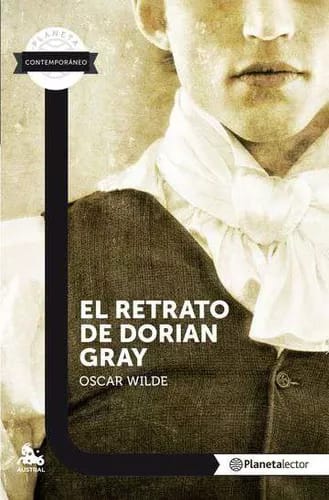 PLANETA
CONTEMPORÁNEO
EL RETRATO
DE DORIAN
GRAY
OSCAR WILDE
AUSTRAL
Planetalector